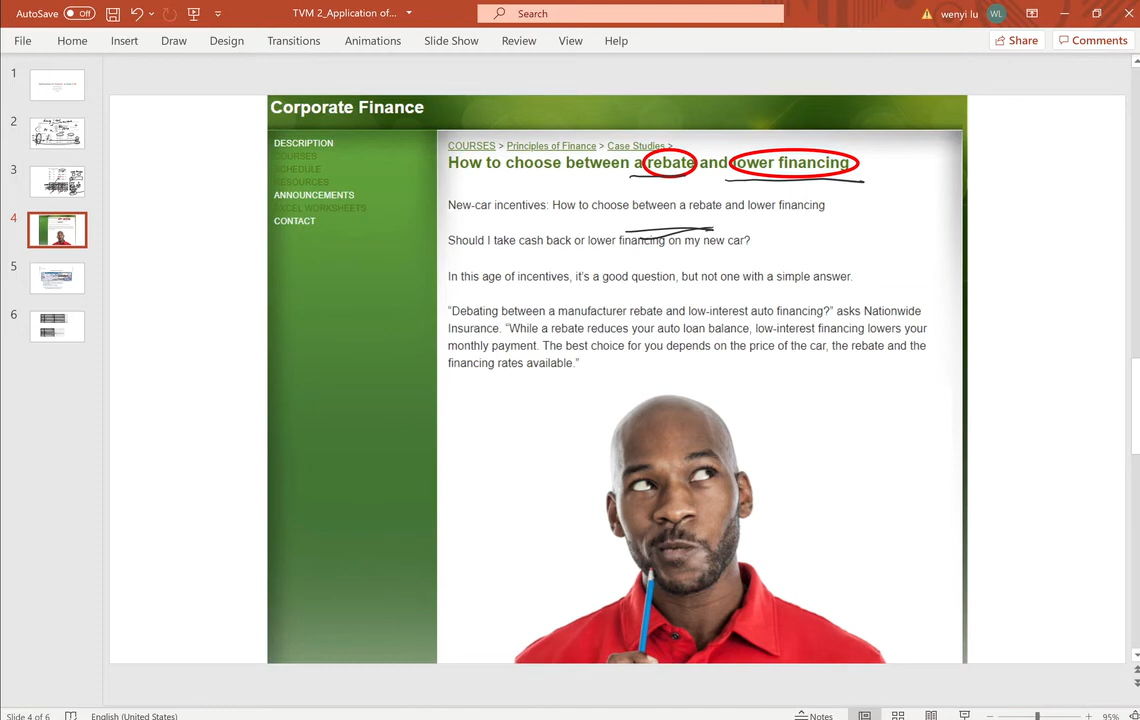 AutoSave Off TVM 2_Application of... Search wenyi lu WL
File Home Insert Draw Design Transitions Animations Slide Show Review View Help Share Comments
1
2
3
4
5
6
Corporate Finance
DESCRIPTION
COURSES
SCHEDULE
RESOURCES
ANNOUNCEMENTS
EXCEL WORKSHEETS
CONTACT
COURSES > Principles of Finance > Case Studies >
How to choose between a rebate and lower financing
New-car incentives: How to choose between a rebate and lower financing
Should I take cash back or lower financing on my new car?
In this age of incentives, it's a good question, but not one with a simple answer.
“Debating between a manufacturer rebate and low-interest auto financing?” asks Nationwide
Insurance. “While a rebate reduces your auto loan balance, low-interest financing lowers your
monthly payment. The best choice for you depends on the price of the car, the rebate and the
financing rates available.”
Slide 4 of 6 English (United States) Notes 95%